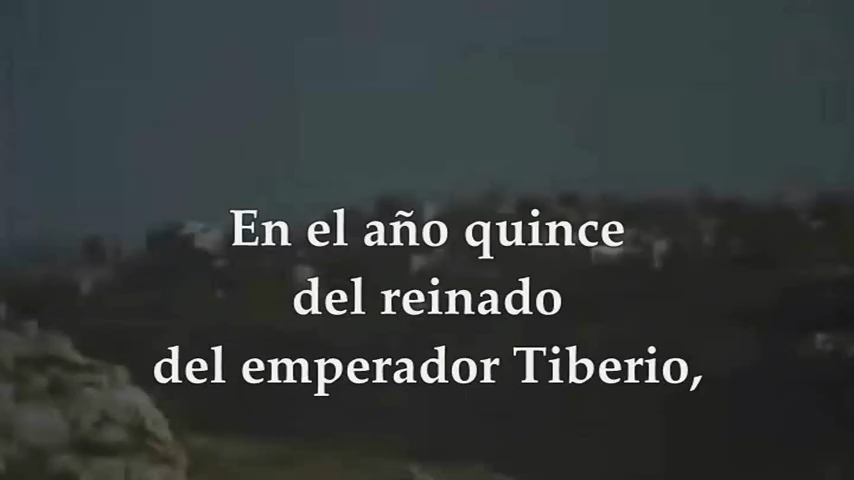 En el año quince
del reinado
del emperador Tiberio,